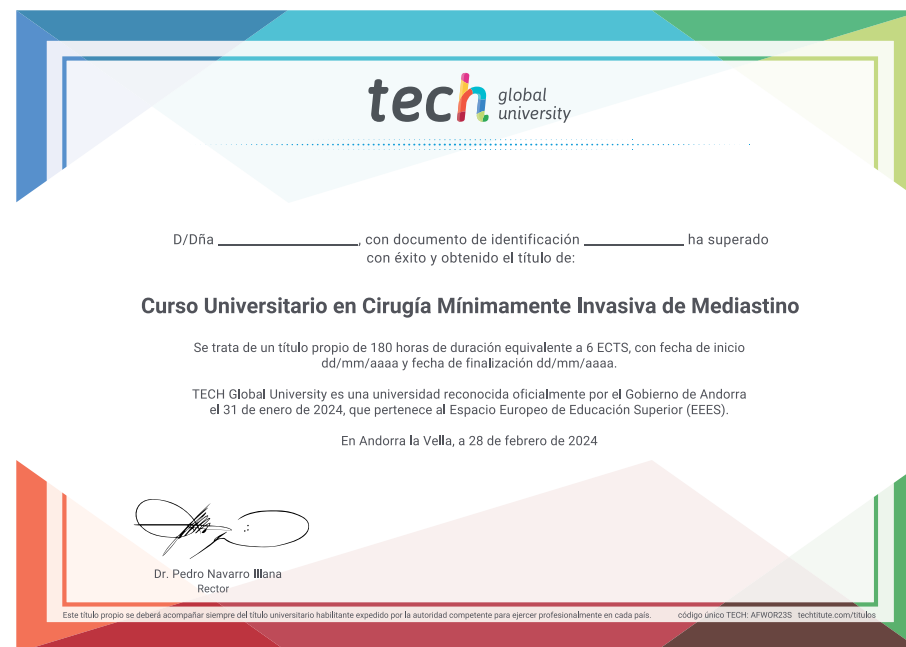 tech global
university
D/Dña ____________, con documento de identificación ____________ ha superado
con éxito y obtenido el título de:
Curso Universitario en Cirugía Mínimamente Invasiva de Mediastino
Se trata de un título propio de 180 horas de duración equivalente a 6 ECTS, con fecha de inicio
dd/mm/aaaa y fecha de finalización dd/mm/aaaa.
TECH Global University es una universidad reconocida oficialmente por el Gobierno de Andorra
el 31 de enero de 2024, que pertenece al Espacio Europeo de Educación Superior (EEES).
En Andorra la Vella, a 28 de febrero de 2024
Dr. Pedro Navarro Illana
Rector
Este título propio se deberá acompañar siempre del título universitario habilitante expedido por la autoridad competente para ejercer profesionalmente en cada país. código único TECH: AFWOR23S techtitute.com/titulos